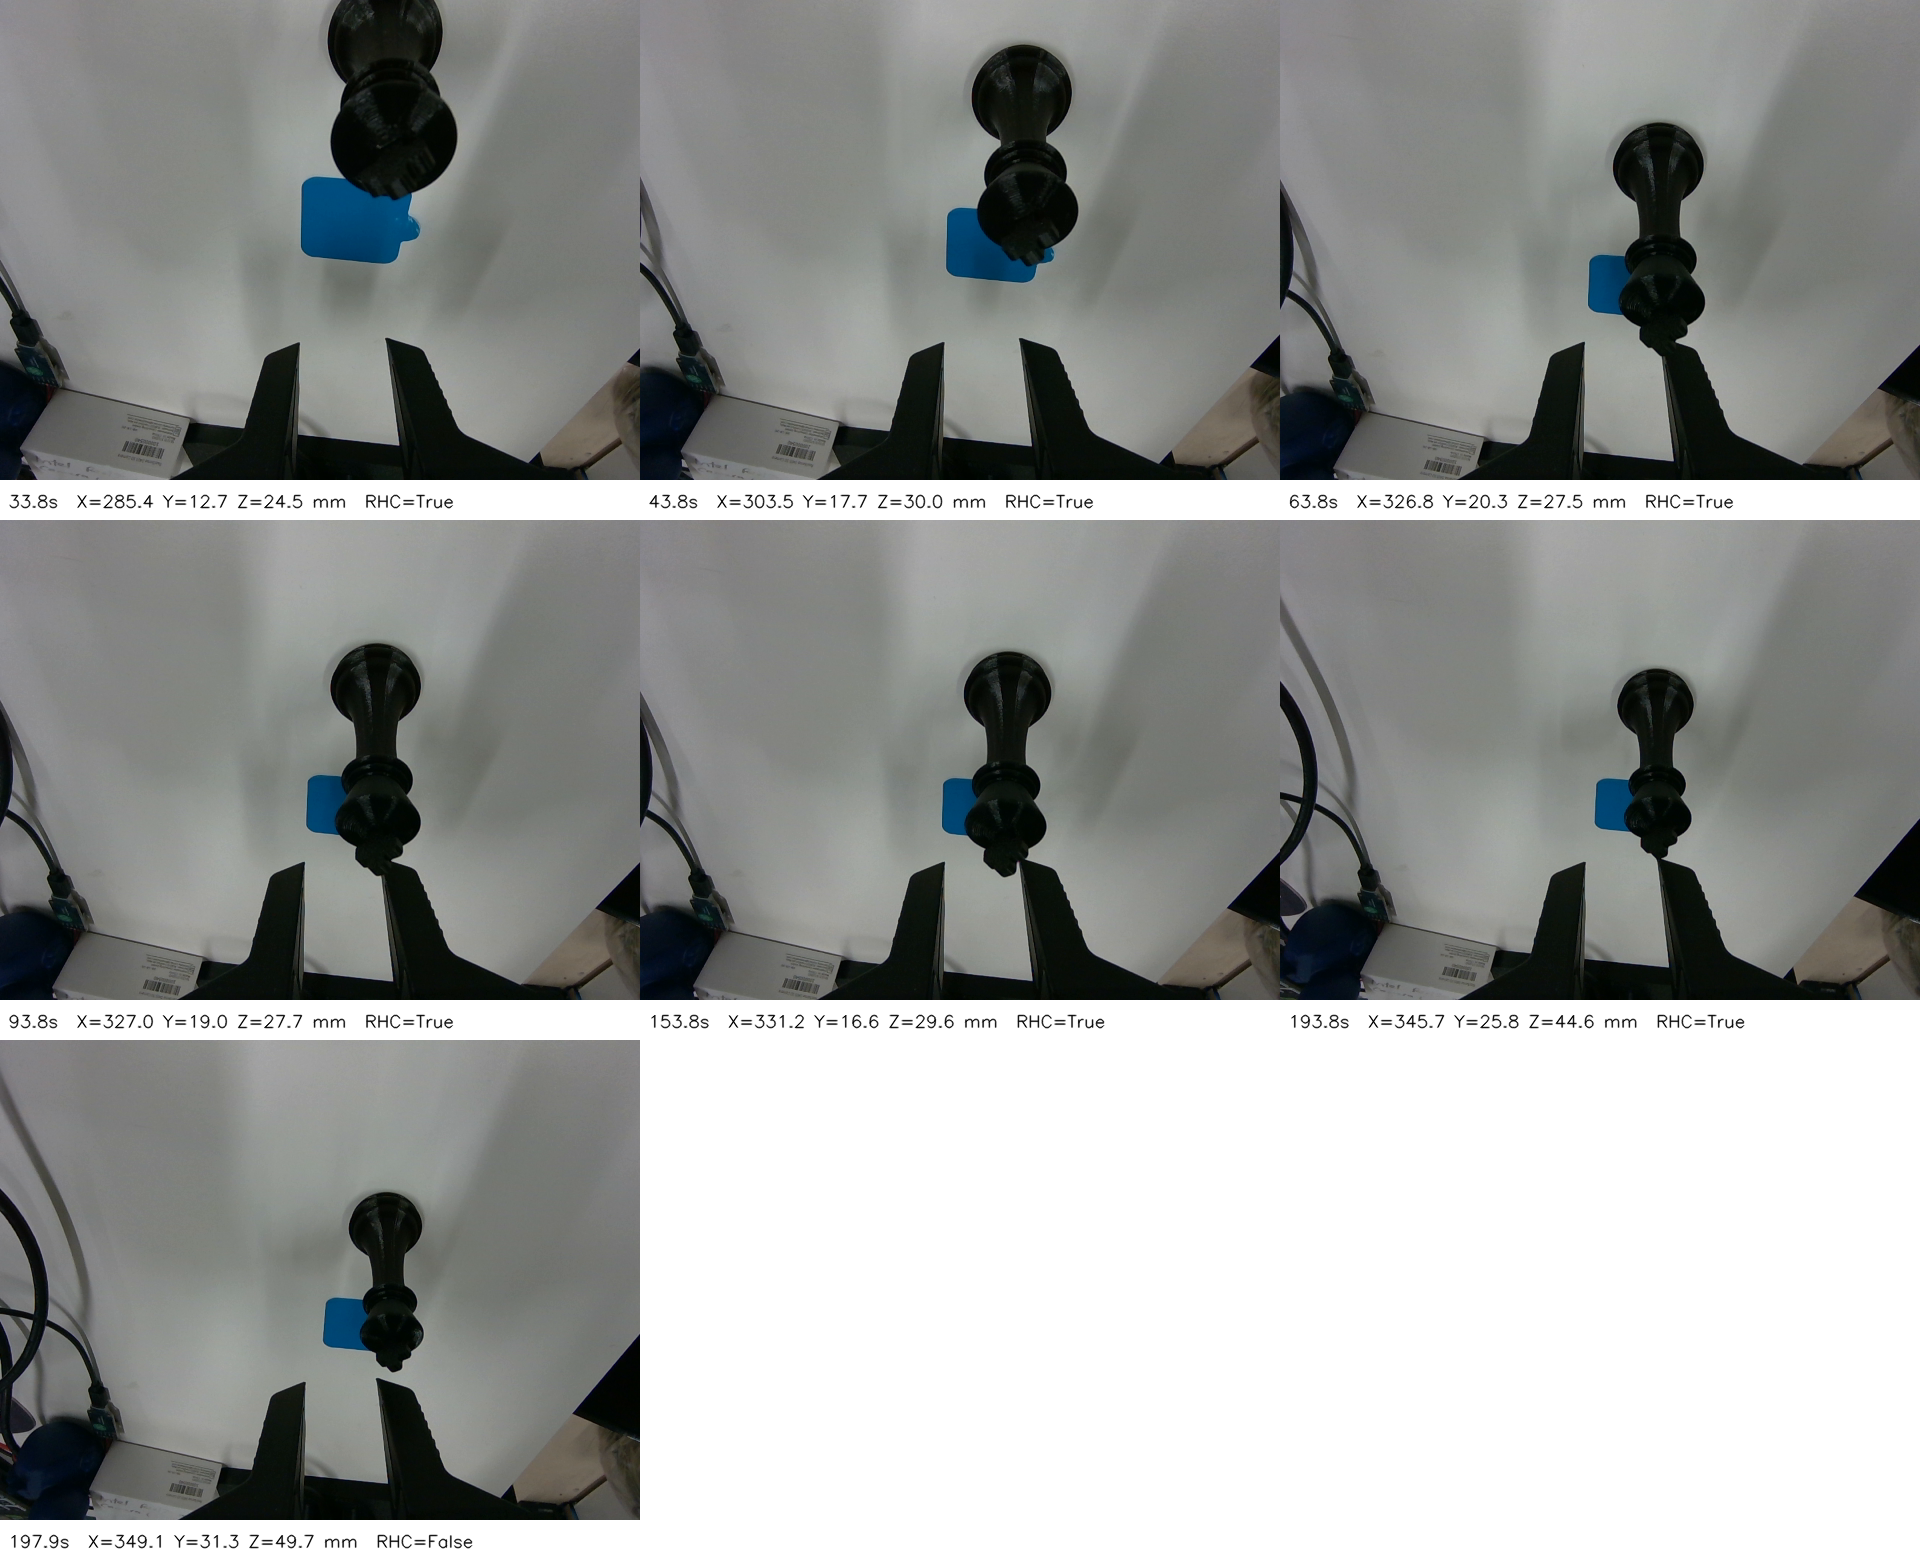 33.8s X=285.4 Y=12.7 Z=24.5 mm RHC=True
43.8s X=303.5 Y=17.7 Z=30.0 mm RHC=True
63.8s X=326.8 Y=20.3 Z=27.5 mm RHC=True
93.8s X=327.0 Y=19.0 Z=27.7 mm RHC=True
153.8s X=331.2 Y=16.6 Z=29.6 mm RHC=True
193.8s X=345.7 Y=25.8 Z=44.6 mm RHC=True
197.9s X=349.1 Y=31.3 Z=49.7 mm RHC=False